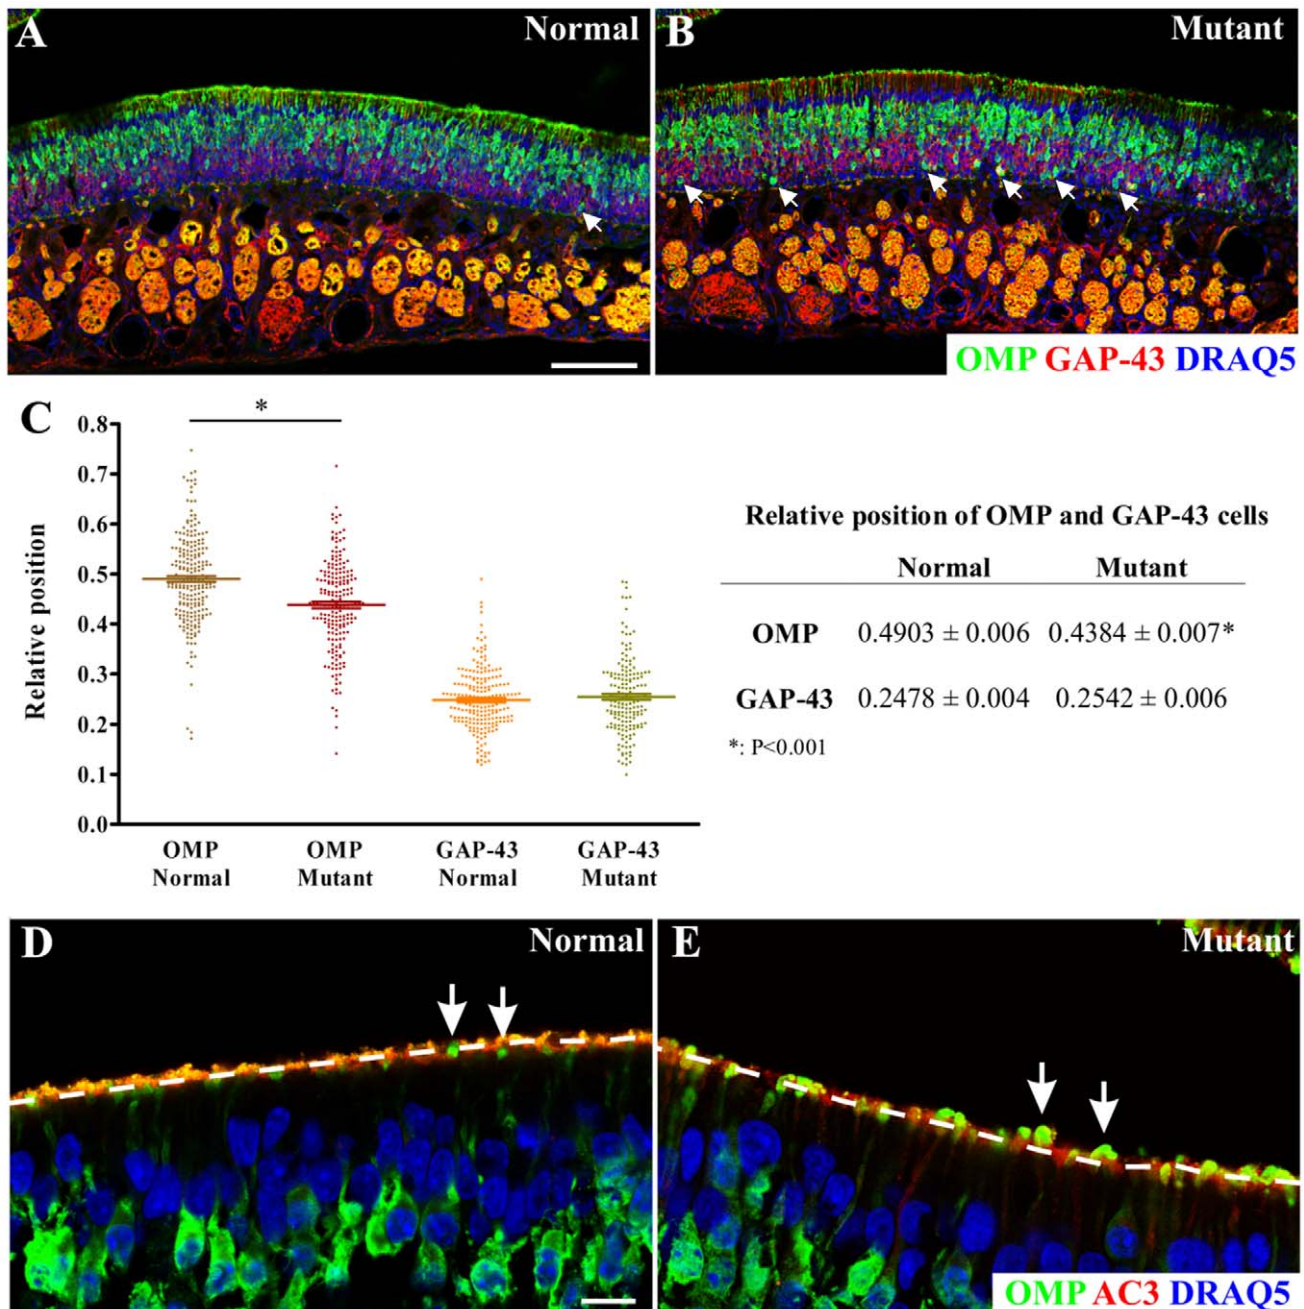 A
Normal
B
Mutant
OMP GAP-43 DRAQ5
C
*
0.8
0.7
0.6
0.5
0.4
0.3
0.2
0.1
0.0
Relative position
OMP
Normal
OMP
Mutant
GAP-43
Normal
GAP-43
Mutant
Relative position of OMP and GAP-43 cells
Normal Mutant
OMP 0.4903 ± 0.006 0.4384 ± 0.007*
GAP-43 0.2478 ± 0.004 0.2542 ± 0.006
*: P<0.001
D
Normal
E
Mutant
OMP AC3 DRAQ5